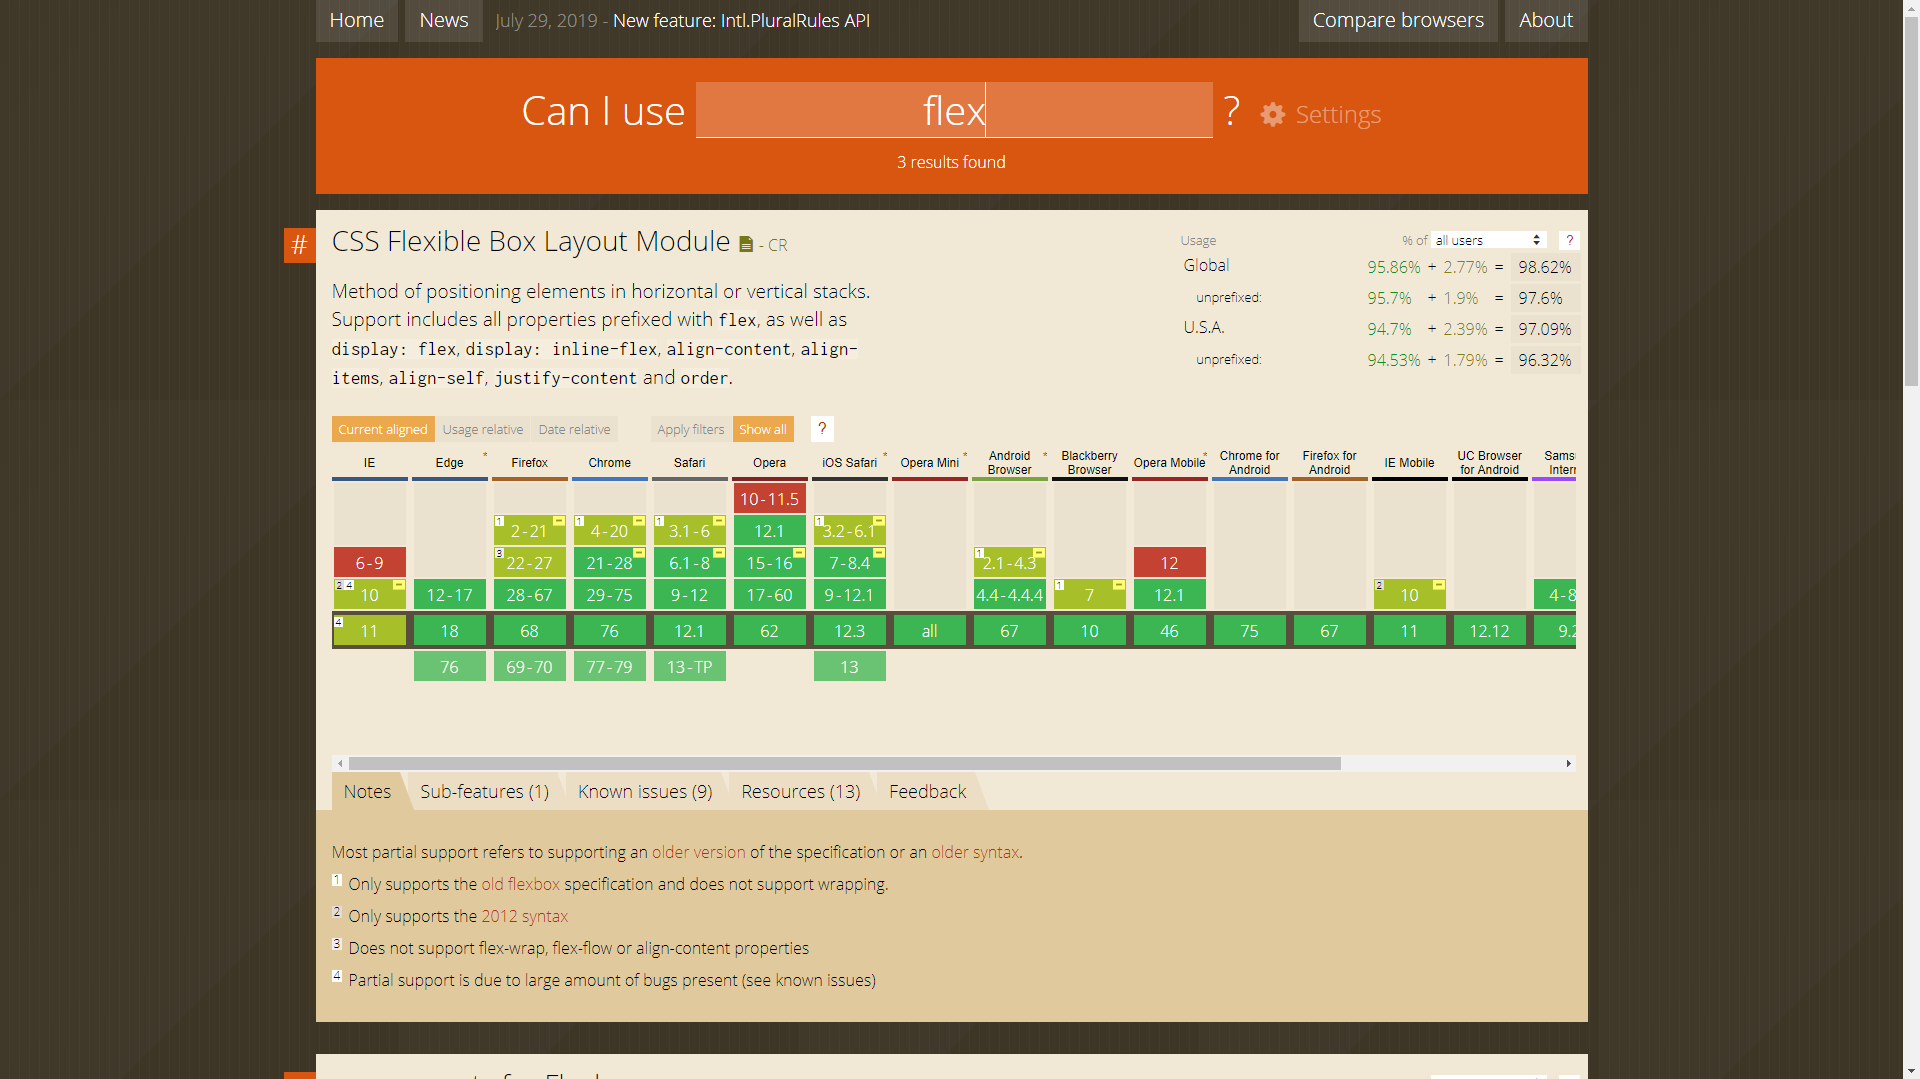 Home
News
July 29, 2019 - New feature: Intl.PluralRules API
Compare browsers
About
Can I use flex ? Settings
3 results found
#
CSS Flexible Box Layout Module - CR
Method of positioning elements in horizontal or vertical stacks.
Support includes all properties prefixed with flex, as well as
display: flex, display: inline-flex, align-content, align-
items, align-self, justify-content and order.
Usage % of all users ?
Global 95.86% + 2.77% = 98.62%
unprefixed: 95.7% + 1.9% = 97.6%
U.S.A. 94.7% + 2.39% = 97.09%
unprefixed: 94.53% + 1.79% = 96.32%
Current aligned Usage relative Date relative Apply filters Show all ?
IE Edge * Firefox Chrome Safari Opera iOS Safari * Opera Mini * Android Browser * Blackberry Browser Opera Mobile * Chrome for Android Firefox for Android IE Mobile UC Browser for Android
10-11.5
1 2-21 1 4-20 1 3.1-6 12.1 1 3.2-6.1
6-9 3 22-27 21-28 6.1-8 15-16 7-8.4 1 2.1-4.3 12
2 4 10 12-17 28-67 29-75 9-12 17-60 9-12.1 4.4-4.4.4 1 7 12.1 2 10 4-8
4 11 18 68 76 12.1 62 12.3 all 67 10 46 75 67 11 12.12 9.2
76 69-70 77-79 13-TP 13
Notes Sub-features (1) Known issues (9) Resources (13) Feedback
Most partial support refers to supporting an older version of the specification or an older syntax.
1 Only supports the old flexbox specification and does not support wrapping.
2 Only supports the 2012 syntax
3 Does not support flex-wrap, flex-flow or align-content properties
4 Partial support is due to large amount of bugs present (see known issues)